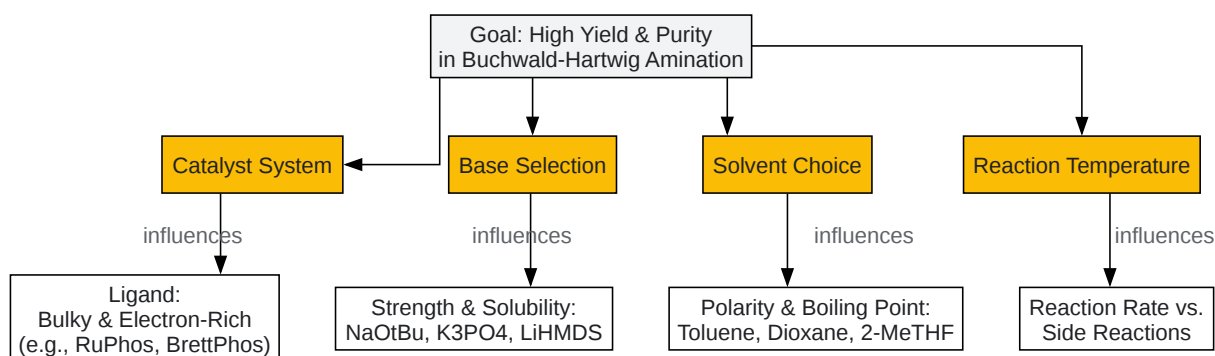 Goal: High Yield & Purity
in Buchwald-Hartwig Amination
Catalyst System
Base Selection
Solvent Choice
Reaction Temperature
influences
influences
influences
influences
Ligand:
Bulky & Electron-Rich
(e.g., RuPhos, BrettPhos)
Strength & Solubility:
NaOtBu, K3PO4, LiHMDS
Polarity & Boiling Point:
Toluene, Dioxane, 2-MeTHF
Reaction Rate vs.
Side Reactions